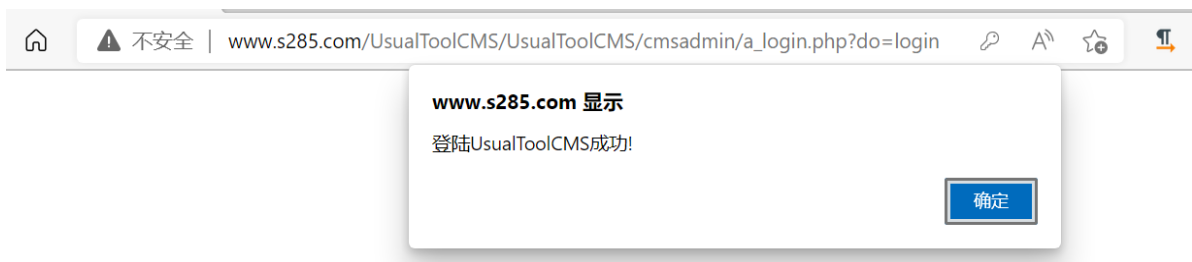 不安全 | www.s285.com/UsualToolCMS/UsualToolCMS/cmsadmin/a_login.php?do=login
www.s285.com 显示
登陆UsualToolCMS成功!
确定